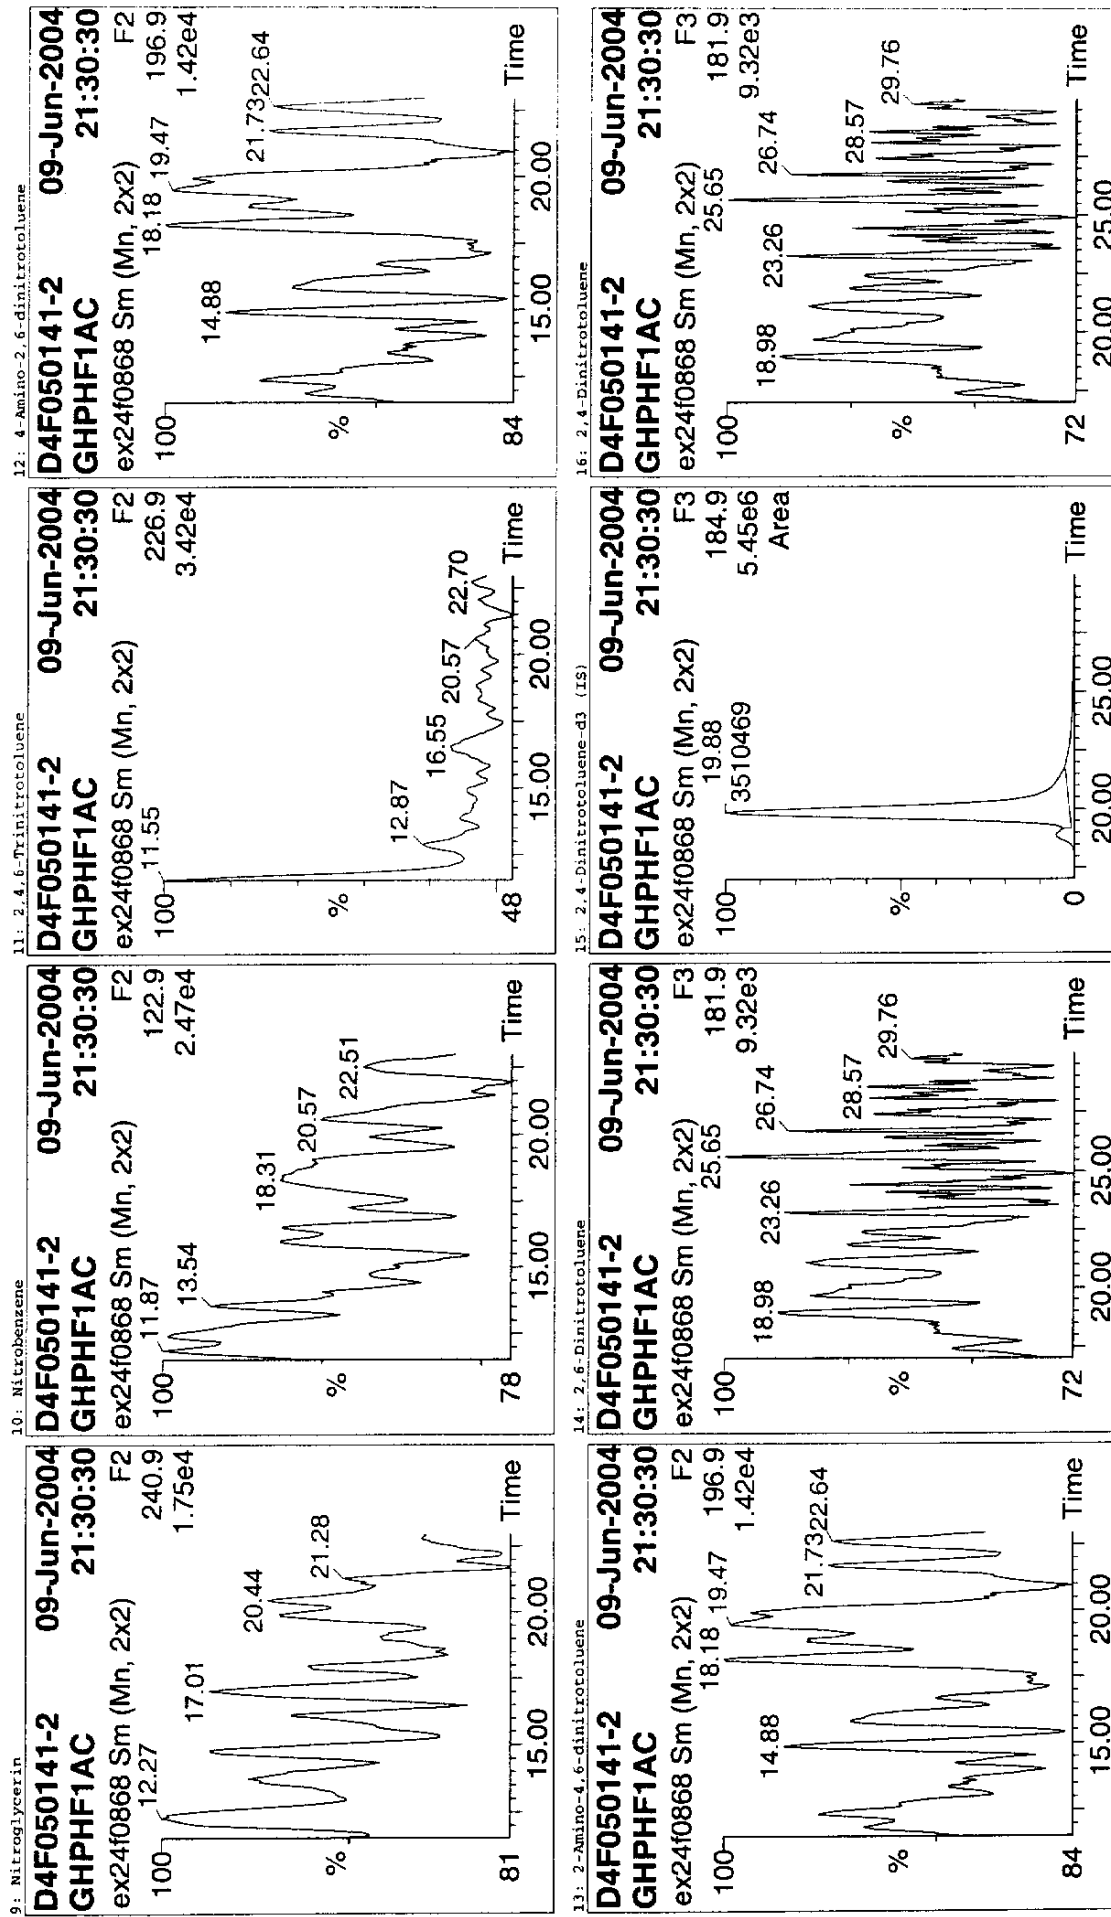 9: Nitroglycerin
D4F050141-2 09-Jun-2004
GHPHF1AC 21:30:30
ex24f0868 Sm (Mn, 2x2) F2
12.27 240.9
100 1.75e4
17.01
20.44
21.28
%
81 Time
15.00 20.00
10: Nitrobenzene
D4F050141-2 09-Jun-2004
GHPHF1AC 21:30:30
ex24f0868 Sm (Mn, 2x2) F2
11.87 122.9
100 2.47e4
13.54
18.31
20.57
22.51
%
78 Time
15.00 20.00
11: 2,4,6-Trinitrotoluene
D4F050141-2 09-Jun-2004
GHPHF1AC 21:30:30
ex24f0868 Sm (Mn, 2x2) F2
11.55 226.9
100 3.42e4
12.87
16.55
20.57
22.70
%
48 Time
15.00 20.00
12: 4-Amino-2,6-dinitrotoluene
D4F050141-2 09-Jun-2004
GHPHF1AC 21:30:30
ex24f0868 Sm (Mn, 2x2) F2
18.18 19.47 196.9
100 1.42e4
14.88
21.73 22.64
%
84 Time
15.00 20.00
13: 2-Amino-4,6-dinitrotoluene
D4F050141-2 09-Jun-2004
GHPHF1AC 21:30:30
ex24f0868 Sm (Mn, 2x2) F2
18.18 19.47 196.9
100 1.42e4
14.88
21.73 22.64
%
84 Time
15.00 20.00
14: 2,6-Dinitrotoluene
D4F050141-2 09-Jun-2004
GHPHF1AC 21:30:30
ex24f0868 Sm (Mn, 2x2) F3
25.65 181.9
100 9.32e3
18.98
23.26
26.74
28.57
29.76
%
72 Time
20.00 25.00
15: 2,4-Dinitrotoluene-d3 (IS)
D4F050141-2 09-Jun-2004
GHPHF1AC 21:30:30
ex24f0868 Sm (Mn, 2x2) F3
19.88 184.9
100 3510469 5.45e6
Area
%
0 Time
20.00 25.00
16: 2,4-Dinitrotoluene
D4F050141-2 09-Jun-2004
GHPHF1AC 21:30:30
ex24f0868 Sm (Mn, 2x2) F3
25.65 181.9
100 9.32e3
18.98
23.26
26.74
28.57
29.76
%
72 Time
20.00 25.00